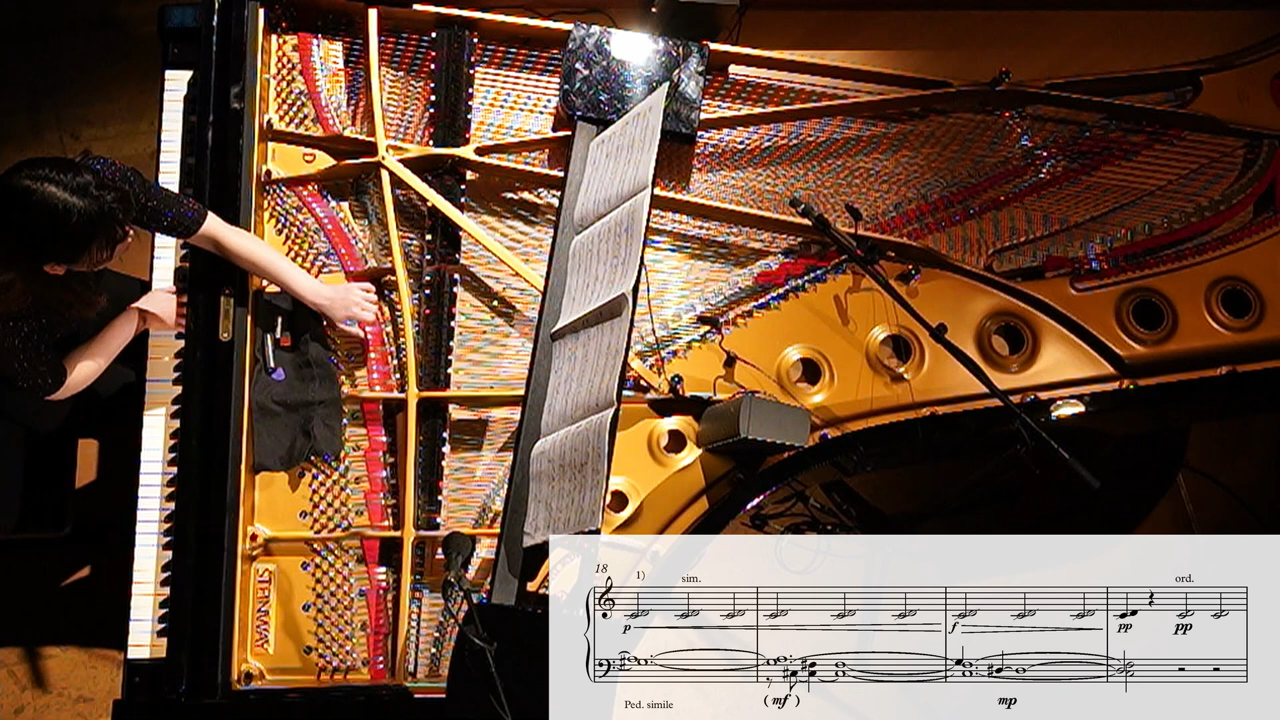 D
STEINWAY
18
1) sim. ord.
p f pp pp
( mf ) mp
Ped. simile